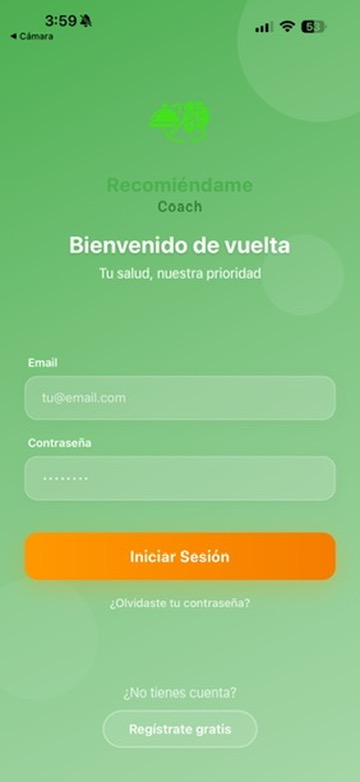 3:59
53
◀ Cámara
Recomiéndame
Coach
Bienvenido de vuelta
Tu salud, nuestra prioridad
Email
tu@email.com
Contraseña
••••••••
Iniciar Sesión
¿Olvidaste tu contraseña?
¿No tienes cuenta?
Regístrate gratis